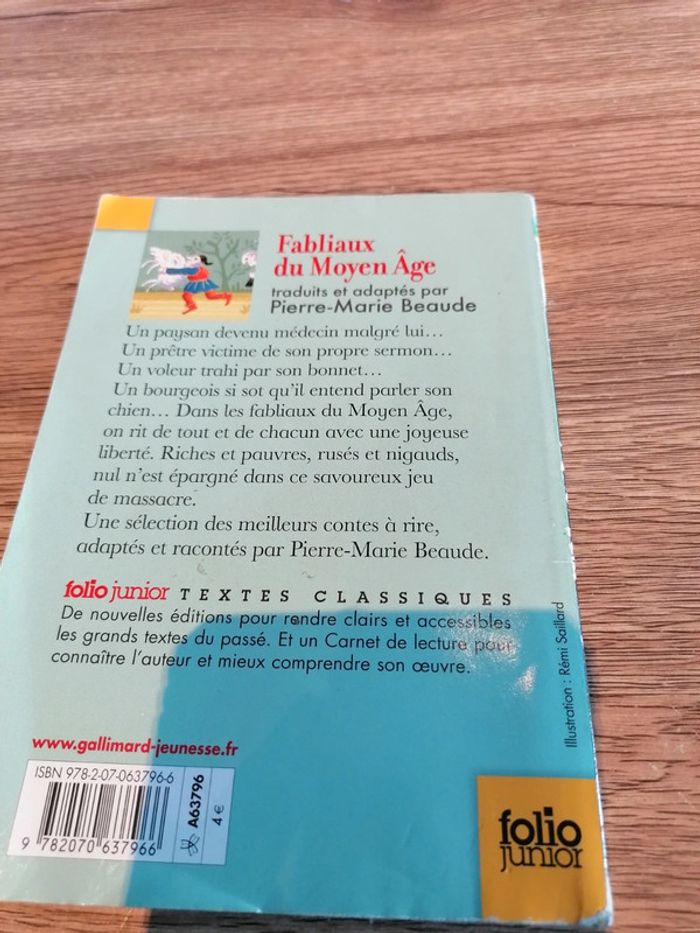 Fabliaux
du Moyen Âge
traduits et adaptés par
Pierre-Marie Beaude
Un paysan devenu médecin malgré lui…
Un prêtre victime de son propre sermon…
Un voleur trahi par son bonnet…
Un bourgeois si sot qu'il entend parler son
chien… Dans les fabliaux du Moyen Âge,
on rit de tout et de chacun avec une joyeuse
liberté. Riches et pauvres, rusés et nigauds,
nul n'est épargné dans ce savoureux jeu
de massacre.
Une sélection des meilleurs contes à rire,
adaptés et racontés par Pierre-Marie Beaude.
folio junior TEXTES CLASSIQUES
De nouvelles éditions pour rendre clairs et accessibles
les grands textes du passé. Et un Carnet de lecture pour
connaître l'auteur et mieux comprendre son œuvre.
Illustration : Rémi Saillard
www.gallimard-jeunesse.fr
ISBN 978-2-07-063796-6
9 782070 637966
A63796
4 €
folio
junior